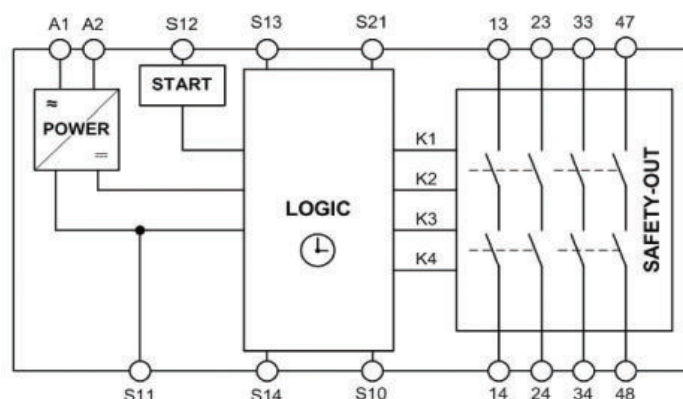 A1 A2 S12 S13 S21 13 23 33 47
START
POWER
K1
K2
LOGIC
K3
K4
SAFETY-OUT
S11 S14 S10 14 24 34 48